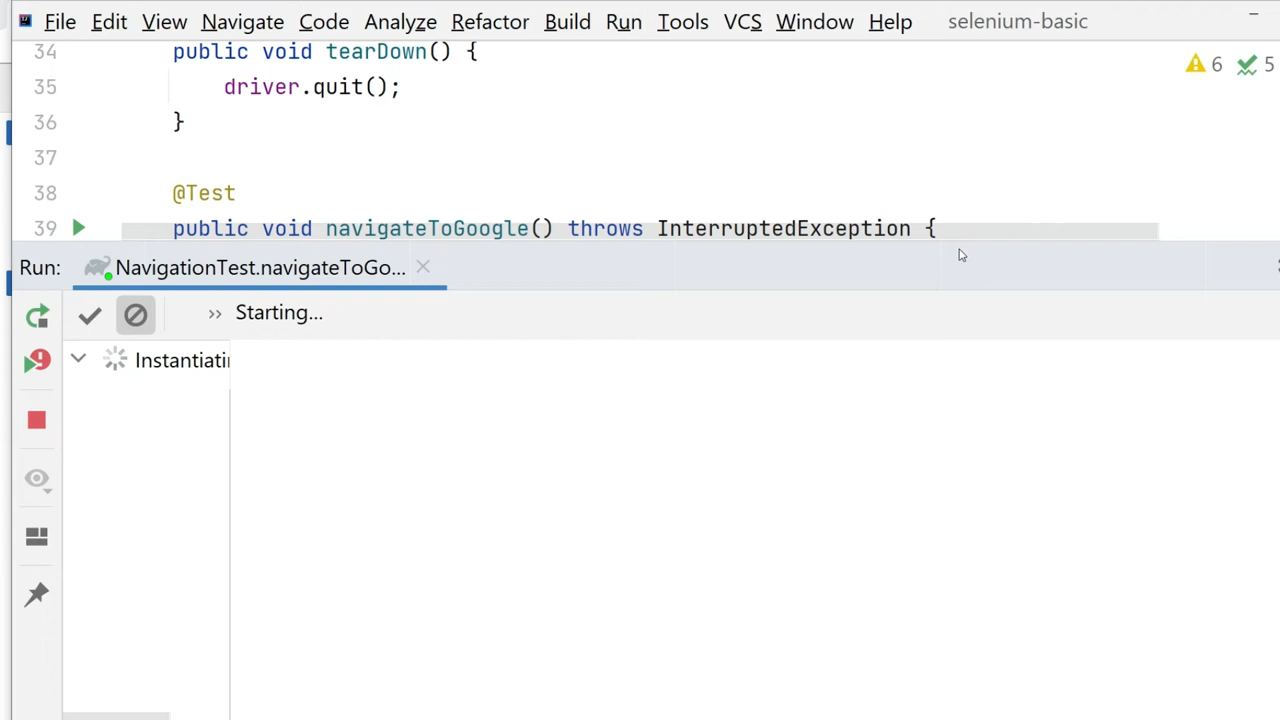 File Edit View Navigate Code Analyze Refactor Build Run Tools VCS Window Help selenium-basic
34 public void tearDown() {
6 5
35 driver.quit();
36 }
37
38 @Test
39 public void navigateToGoogle() throws InterruptedException {
Run: NavigationTest.navigateToGo...
Starting...
Instantiatin